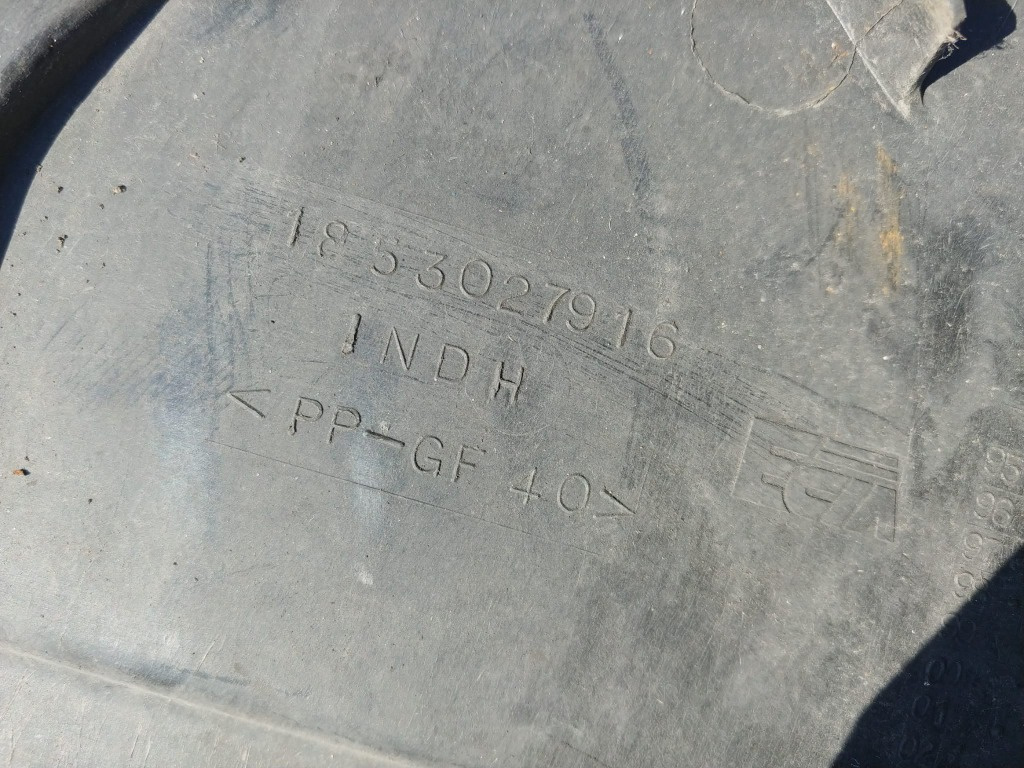 1853027916
INDH
<PP-GF 40>